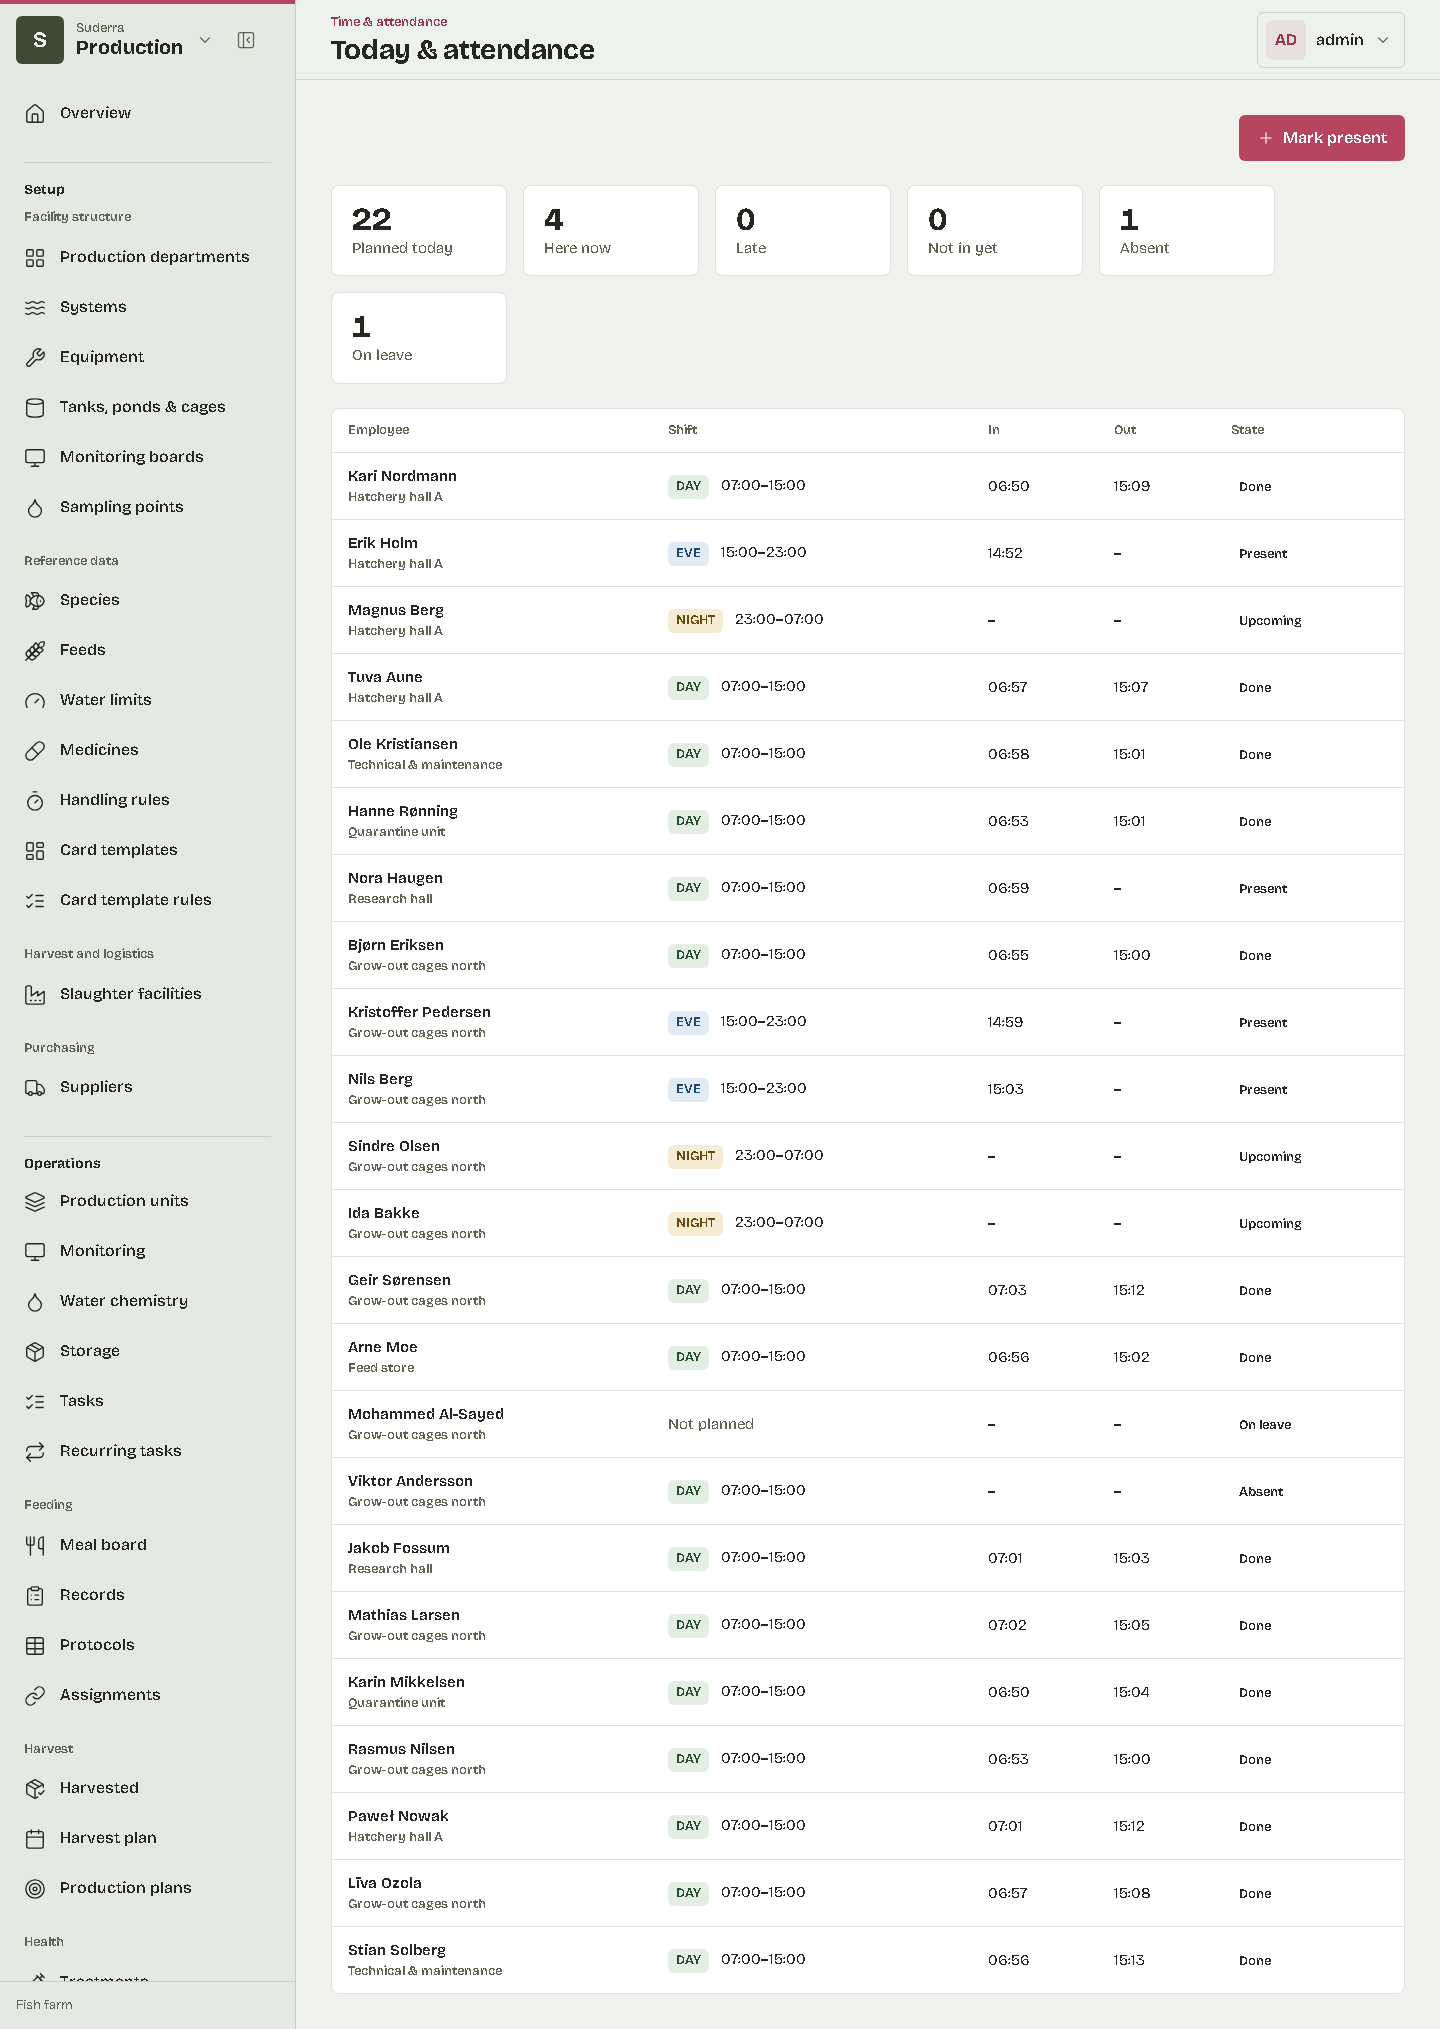 S
Suderra
Production
Overview
Setup
Facility structure
Production departments
Systems
Equipment
Tanks, ponds & cages
Monitoring boards
Sampling points
Reference data
Species
Feeds
Water limits
Medicines
Handling rules
Card templates
Card template rules
Harvest and logistics
Slaughter facilities
Purchasing
Suppliers
Operations
Production units
Monitoring
Water chemistry
Storage
Tasks
Recurring tasks
Feeding
Meal board
Records
Protocols
Assignments
Harvest
Harvested
Harvest plan
Production plans
Health
Treatments
Fish farm
Time & attendance
Today & attendance
AD admin
Mark present
22
Planned today
4
Here now
0
Late
0
Not in yet
1
Absent
1
On leave
Employee Shift In Out State
Kari Nordmann
Hatchery hall A
DAY 07:00–15:00 06:50 15:09 Done
Erik Holm
Hatchery hall A
EVE 15:00–23:00 14:52 – Present
Magnus Berg
Hatchery hall A
NIGHT 23:00–07:00 – – Upcoming
Tuva Aune
Hatchery hall A
DAY 07:00–15:00 06:57 15:07 Done
Ole Kristiansen
Technical & maintenance
DAY 07:00–15:00 06:58 15:01 Done
Hanne Rønning
Quarantine unit
DAY 07:00–15:00 06:53 15:01 Done
Nora Haugen
Research hall
DAY 07:00–15:00 06:59 – Present
Bjørn Eriksen
Grow-out cages north
DAY 07:00–15:00 06:55 15:00 Done
Kristoffer Pedersen
Grow-out cages north
EVE 15:00–23:00 14:59 – Present
Nils Berg
Grow-out cages north
EVE 15:00–23:00 15:03 – Present
Sindre Olsen
Grow-out cages north
NIGHT 23:00–07:00 – – Upcoming
Ida Bakke
Grow-out cages north
NIGHT 23:00–07:00 – – Upcoming
Geir Sørensen
Grow-out cages north
DAY 07:00–15:00 07:03 15:12 Done
Arne Moe
Feed store
DAY 07:00–15:00 06:56 15:02 Done
Mohammed Al-Sayed
Grow-out cages north
Not planned – – On leave
Viktor Andersson
Grow-out cages north
DAY 07:00–15:00 – – Absent
Jakob Fossum
Research hall
DAY 07:00–15:00 07:01 15:03 Done
Mathias Larsen
Grow-out cages north
DAY 07:00–15:00 07:02 15:05 Done
Karin Mikkelsen
Quarantine unit
DAY 07:00–15:00 06:50 15:04 Done
Rasmus Nilsen
Grow-out cages north
DAY 07:00–15:00 06:53 15:00 Done
Paweł Nowak
Hatchery hall A
DAY 07:00–15:00 07:01 15:12 Done
Līva Ozola
Grow-out cages north
DAY 07:00–15:00 06:57 15:08 Done
Stian Solberg
Technical & maintenance
DAY 07:00–15:00 06:56 15:13 Done